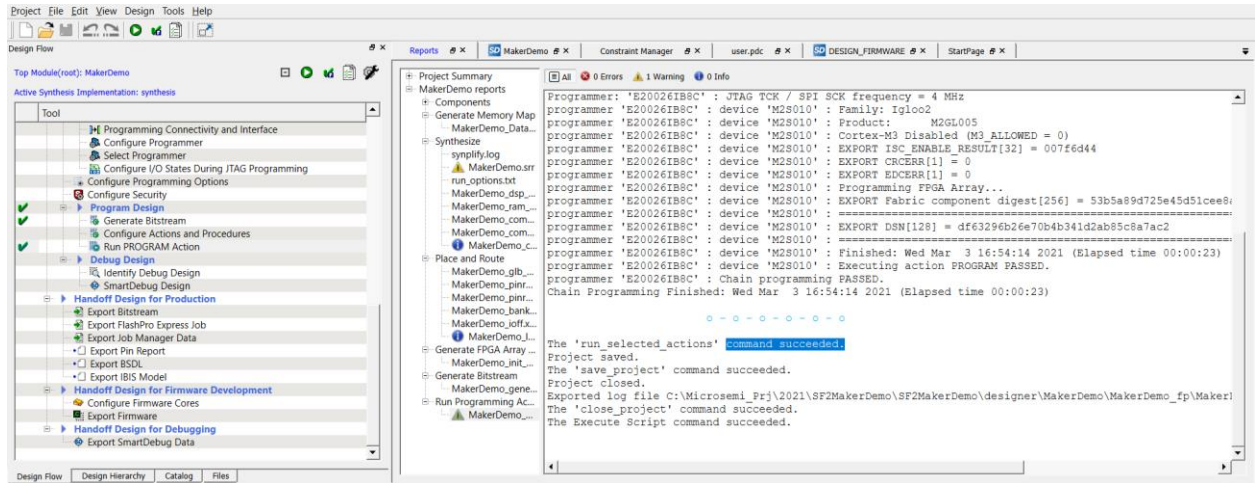 Project File Edit View Design Tools Help
Design Flow
Top Module(root): MakerDemo
Active Synthesis Implementation: synthesis
Tool
Programming Connectivity and Interface
Configure Programmer
Select Programmer
Configure I/O States During JTAG Programming
Configure Programming Options
Configure Security
Program Design
Generate Bitstream
Configure Actions and Procedures
Run PROGRAM Action
Debug Design
Identify Debug Design
SmartDebug Design
Handoff Design for Production
Export Bitstream
Export FlashPro Express Job
Export Job Manager Data
Export Pin Report
Export BSDL
Export IBIS Model
Handoff Design for Firmware Development
Configure Firmware Cores
Export Firmware
Handoff Design for Debugging
Export SmartDebug Data
Design Flow Design Hierarchy Catalog Files
Reports MakerDemo Constraint Manager user.pdc DESIGN_FIRMWARE StartPage
Project Summary
MakerDemo reports
Components
Generate Memory Map
MakerDemo_Data...
Synthesize
synplify.log
MakerDemo.srr
run_options.txt
MakerDemo_dsp_...
MakerDemo_ram_...
MakerDemo_com...
MakerDemo_com...
MakerDemo_c...
Place and Route
MakerDemo_glb_...
MakerDemo_pinr...
MakerDemo_pinr...
MakerDemo_bank...
MakerDemo_ioff.x...
MakerDemo_l...
Generate FPGA Array ...
MakerDemo_init_...
Generate Bitstream
MakerDemo_gene...
Run Programming Ac...
MakerDemo_...
All 0 Errors 1 Warning 0 Info
Programmer: 'E20026IB8C' : JTAG TCK / SPI SCK frequency = 4 MHz
programmer 'E20026IB8C' : device 'M2S010' : Family: Igloo2
programmer 'E20026IB8C' : device 'M2S010' : Product: M2GL005
programmer 'E20026IB8C' : device 'M2S010' : Cortex-M3 Disabled (M3_ALLOWED = 0)
programmer 'E20026IB8C' : device 'M2S010' : EXPORT ISC_ENABLE_RESULT[32] = 007f6d44
programmer 'E20026IB8C' : device 'M2S010' : EXPORT CRCERR[1] = 0
programmer 'E20026IB8C' : device 'M2S010' : EXPORT EDCERR[1] = 0
programmer 'E20026IB8C' : device 'M2S010' : Programming FPGA Array...
programmer 'E20026IB8C' : device 'M2S010' : EXPORT Fabric component digest[256] = 53b5a89d725e45d51cee8
programmer 'E20026IB8C' : device 'M2S010' : ==================================================
programmer 'E20026IB8C' : device 'M2S010' : EXPORT DSN[128] = df63296b26e70b4b341d2ab85c8a7ac2
programmer 'E20026IB8C' : device 'M2S010' : ==================================================
programmer 'E20026IB8C' : device 'M2S010' : Finished: Wed Mar 3 16:54:14 2021 (Elapsed time 00:00:23)
programmer 'E20026IB8C' : device 'M2S010' : Executing action PROGRAM PASSED.
programmer 'E20026IB8C' : Chain programming PASSED.
Chain Programming Finished: Wed Mar 3 16:54:14 2021 (Elapsed time 00:00:23)
o - o - o - o - o - o
The 'run_selected_actions' command succeeded.
Project saved.
The 'save_project' command succeeded.
Project closed.
Exported log file C:\Microsemi_Prj\2021\SF2MakerDemo\SF2MakerDemo\designer\MakerDemo\MakerDemo_fp\Maker
The 'close_project' command succeeded.
The Execute Script command succeeded.